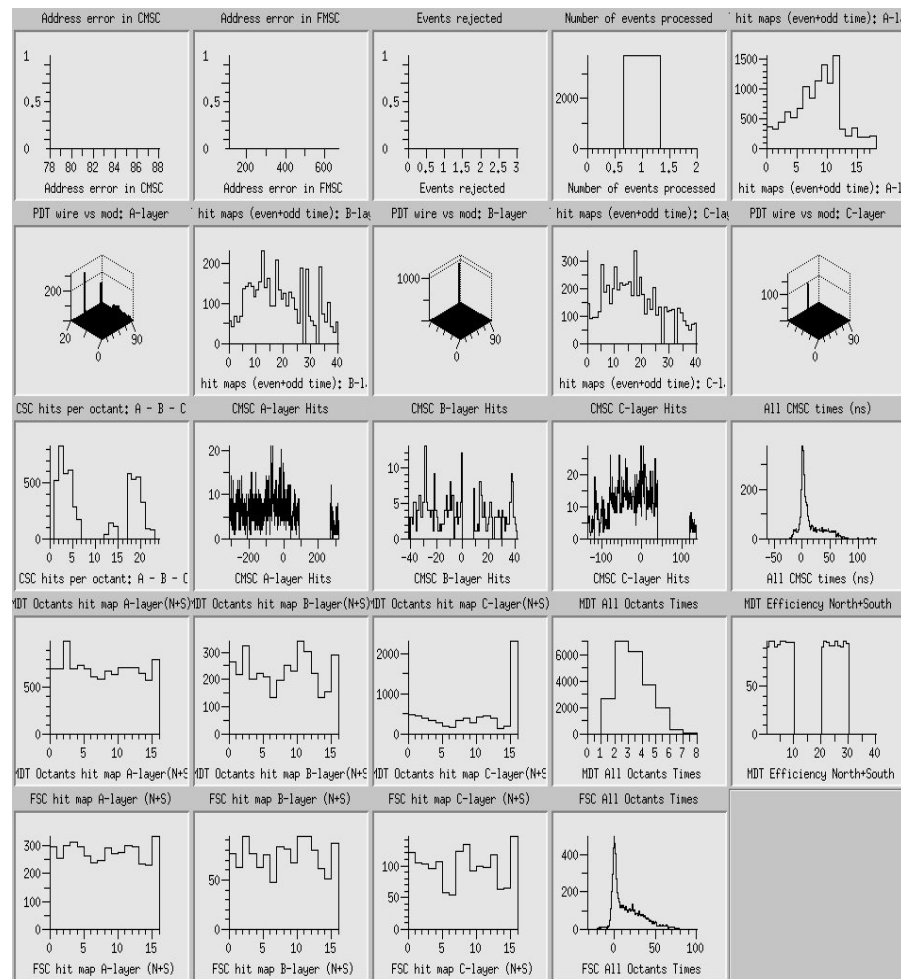 Address error in CMSC
Address error in FMSC
Events rejected
Number of events processed
hit maps (even+odd time): A-la
1
0.5
0
78 80 82 84 86 88
Address error in CMSC
1
0.5
0
200 400 600
Address error in FMSC
1
0.5
0
0 0.5 1 1.5 2 2.5 3
Events rejected
2000
0
0 0.5 1 1.5 2
Number of events processed
1500
1000
500
0
0 5 10 15
hit maps (even+odd time): A-l
PDT wire vs mod: A-layer
hit maps (even+odd time): B-lay
PDT wire vs mod: B-layer
hit maps (even+odd time): C-lay
PDT wire vs mod: C-layer
200
20
0
90
200
100
0
0 10 20 30 40
hit maps (even+odd time): B-l
1000
0
90
300
200
100
0
0 10 20 30 40
hit maps (even+odd time): C-l
100
20
0
90
CSC hits per octant: A - B - C
CMSC A-layer Hits
CMSC B-layer Hits
CMSC C-layer Hits
All CMSC times (ns)
500
0
0 5 10 15 20
CSC hits per octant: A - B - C
20
10
0
-200 0 200
CMSC A-layer Hits
10
5
0
-40 -20 0 20 40
CMSC B-layer Hits
20
10
0
-100 0 100
CMSC C-layer Hits
200
0
-50 0 50 100
All CMSC times (ns)
MDT Octants hit map A-layer(N+S)
MDT Octants hit map B-layer(N+S)
MDT Octants hit map C-layer(N+S)
MDT All Octants Times
MDT Efficiency North+South
500
0
0 5 10 15
MDT Octants hit map A-layer(N+S
300
200
100
0
0 5 10 15
MDT Octants hit map B-layer(N+S
2000
1000
0
0 5 10 15
MDT Octants hit map C-layer(N+S
6000
4000
2000
0
0 1 2 3 4 5 6 7 8
MDT All Octants Times
50
0
10 20 30 40
MDT Efficiency North+South
FSC hit map A-layer (N+S)
FSC hit map B-layer (N+S)
FSC hit map C-layer (N+S)
FSC All Octants Times
300
200
100
0
0 5 10 15
FSC hit map A-layer (N+S)
50
0
0 5 10 15
FSC hit map B-layer (N+S)
100
50
0
0 5 10 15
FSC hit map C-layer (N+S)
400
200
0
0 50 100
FSC All Octants Times